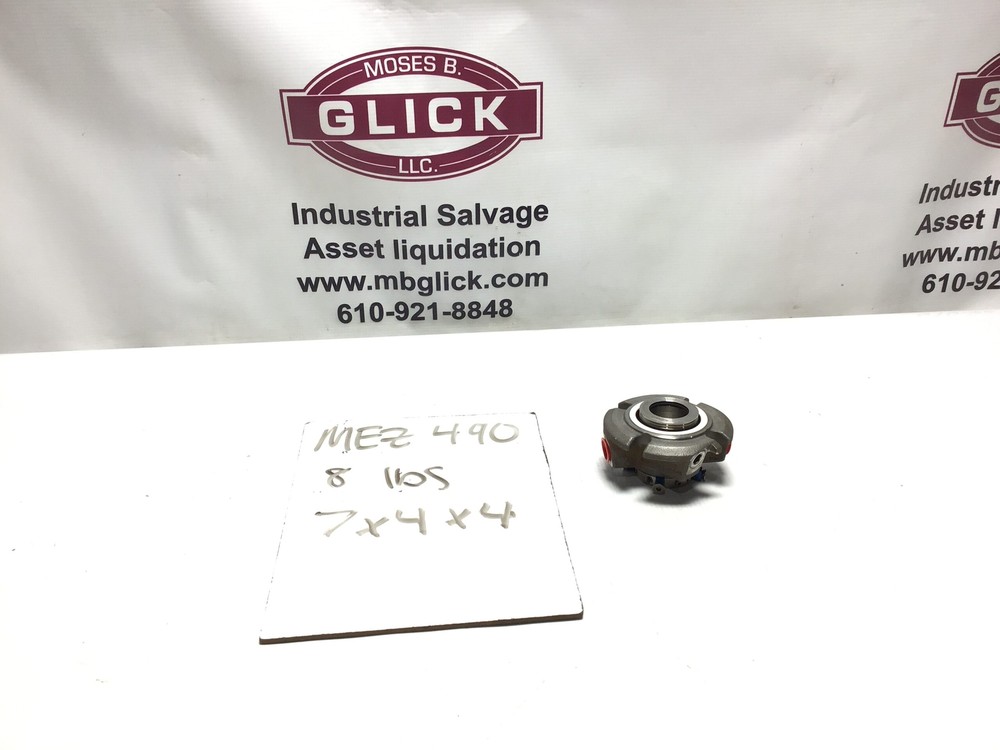 MOSES B.
GLICK
LLC.
Industrial Salvage
Asset liquidation
www.mbglick.com
610-921-8848
G
Industr
Asset l
www.mb
610-92
MEZ 490
8 lbs
7x4x4